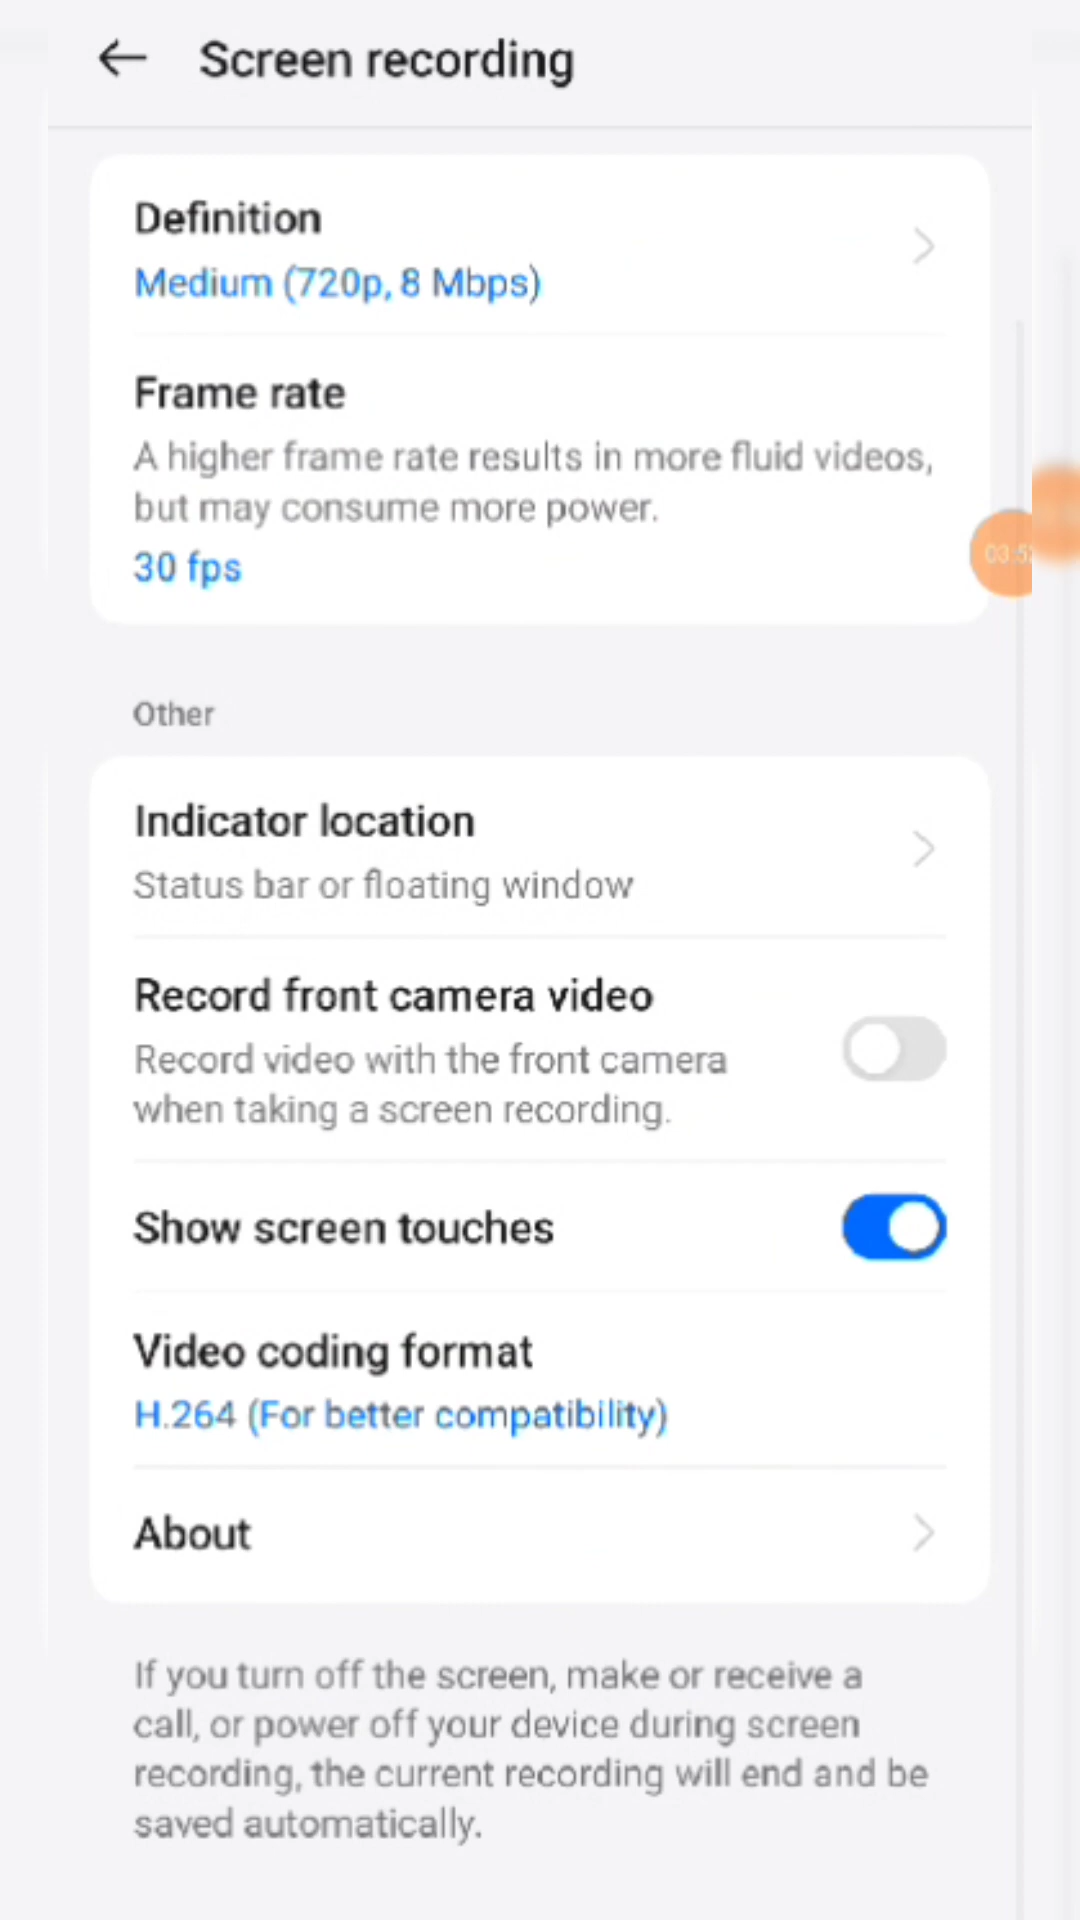 Screen recording
Definition
Medium (720p, 8 Mbps)
Frame rate
A higher frame rate results in more fluid videos,
but may consume more power.
30 fps
Other
Indicator location
Status bar or floating window
Record front camera video
Record video with the front camera
when taking a screen recording.
Show screen touches
Video coding format
H.264 (For better compatibility)
About
If you turn off the screen, make or receive a
call, or power off your device during screen
recording, the current recording will end and be
saved automatically.